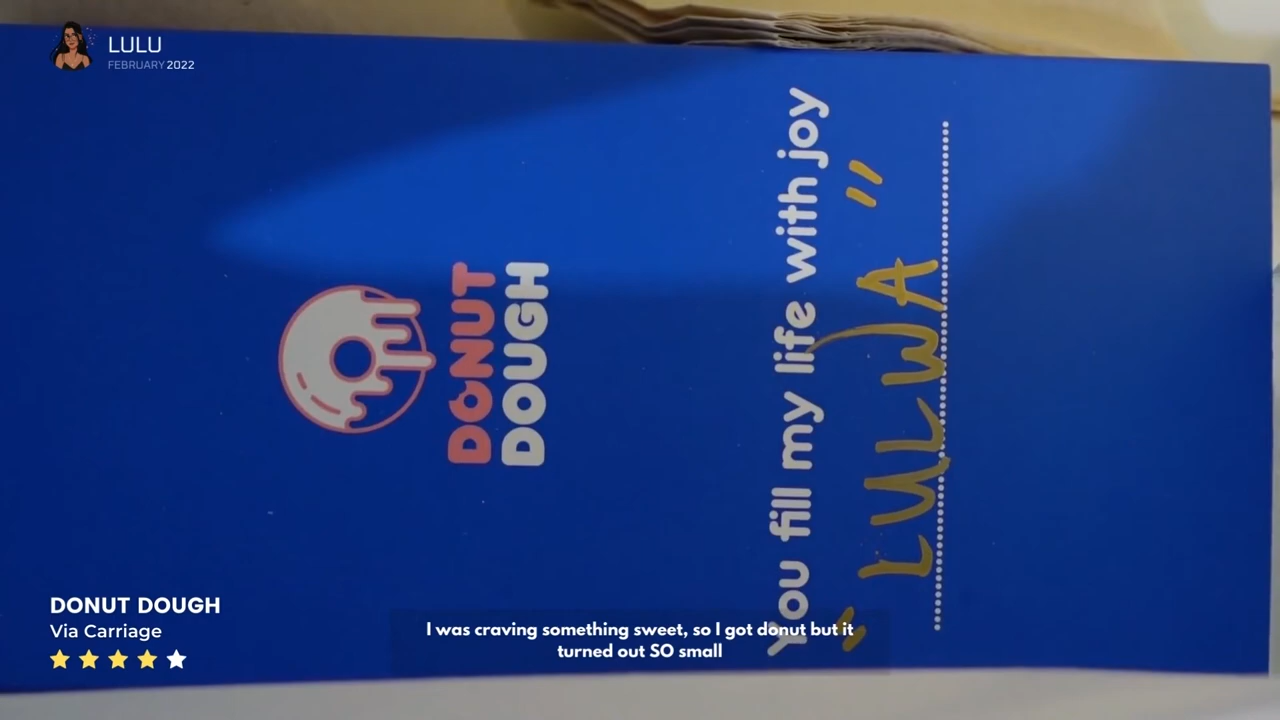 LULU
FEBRUARY 2022
DONUT
DOUGH
You fill my life with joy
"LULWA"
DONUT DOUGH
Via Carriage
I was craving something sweet, so I got donut but it
turned out SO small